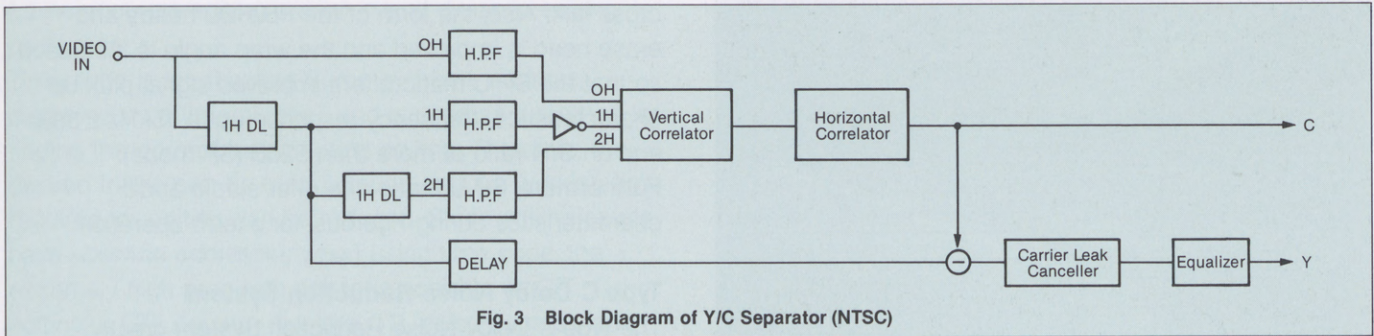 VIDEO
IN
OH
H.P.F
1H DL
1H
H.P.F
OH
1H
2H
Vertical
Correlator
Horizontal
Correlator
C
1H DL
2H
H.P.F
DELAY
−
Carrier Leak
Canceller
Equalizer
Y
Fig. 3 Block Diagram of Y/C Separator (NTSC)